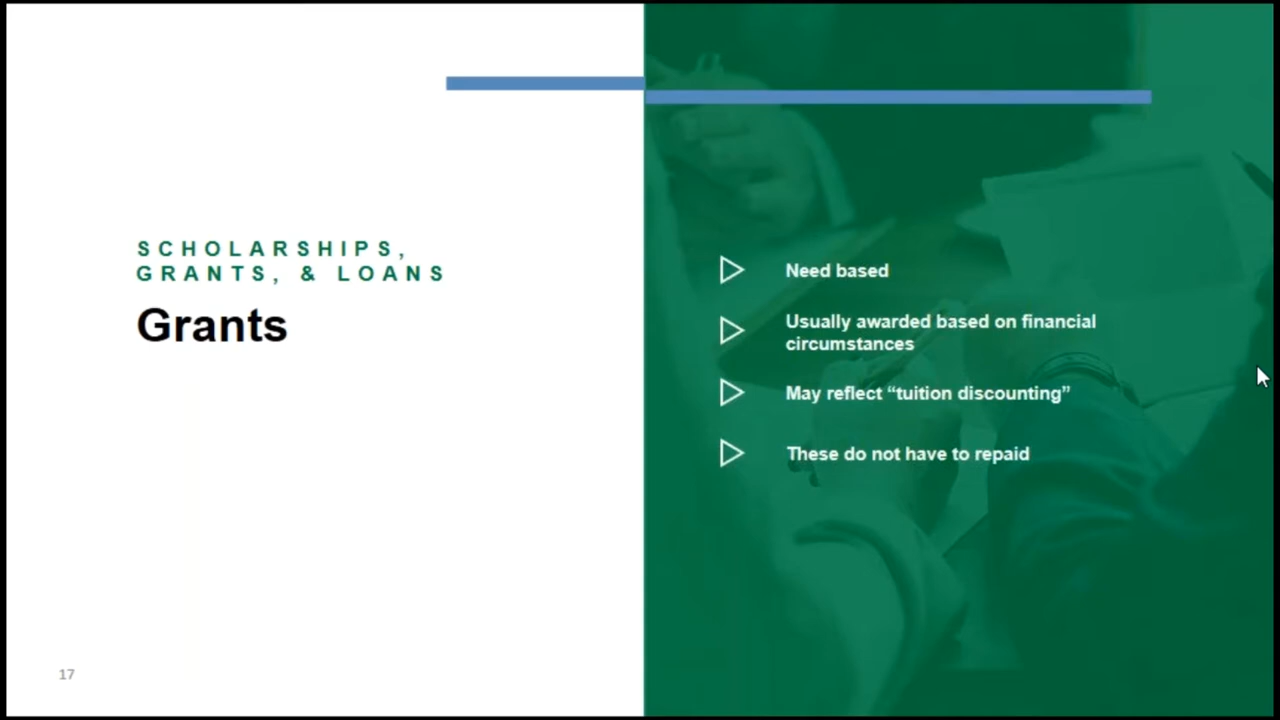 SCHOLARSHIPS,
GRANTS, & LOANS
Grants
Need based
Usually awarded based on financial
circumstances
May reflect “tuition discounting”
These do not have to repaid
17